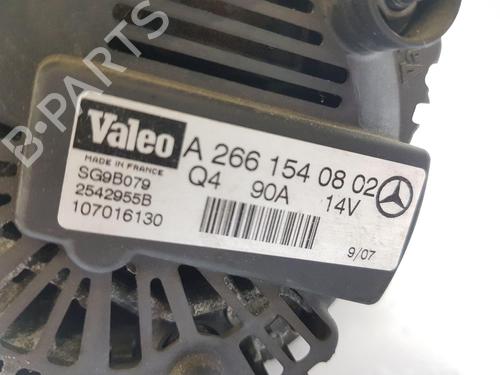 B-PARTS
Valeo
MADE IN FRANCE
A 266 154 08 02
SG9B079
Q4 90A 14V
2542955B
107016130
9/07